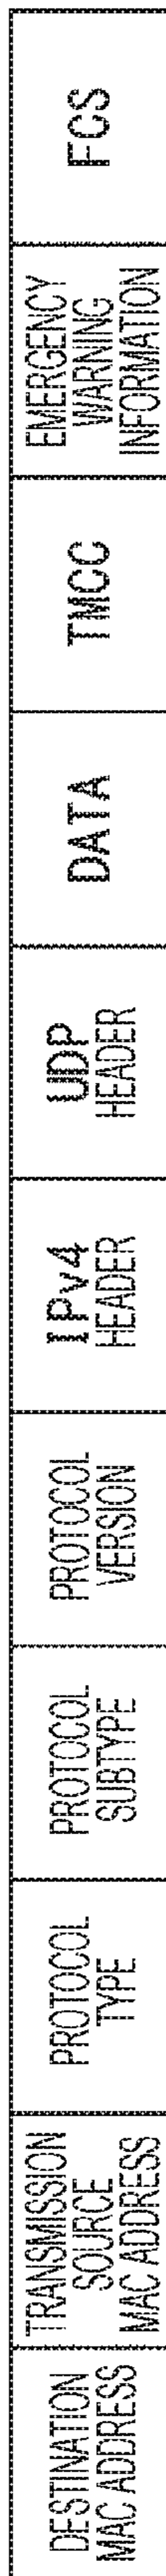 DESTINATION
MAC ADDRESS
TRANSMISSION
SOURCE
MAC ADDRESS
PROTOCOL
TYPE
PROTOCOL
SUBTYPE
PROTOCOL
VERSION
IPv4
HEADER
UDP
HEADER
DATA
TMCC
EMERGENCY
WARNING
INFORMATION
FCS